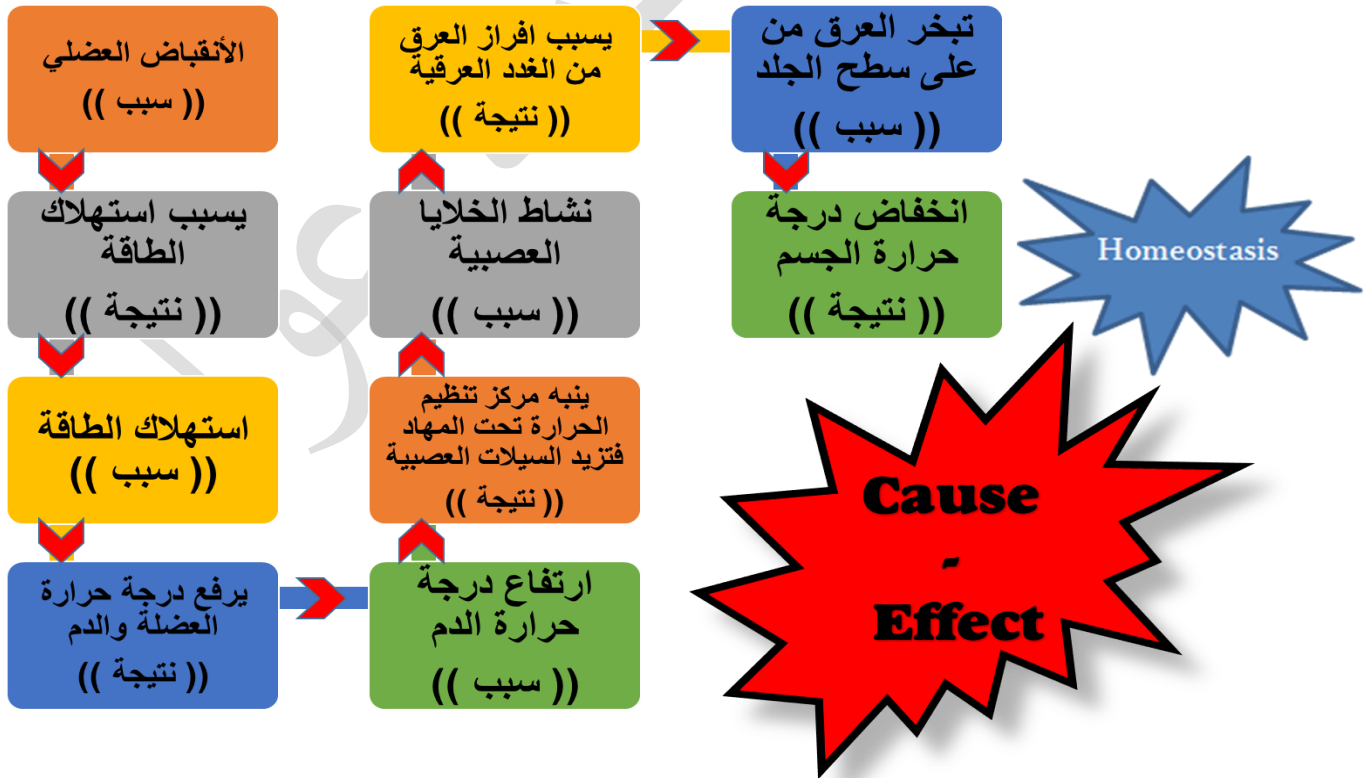 الأنقباض العضلي
(( سبب ))
يسبب استهلاك
الطاقة
(( نتيجة ))
استهلاك الطاقة
(( سبب ))
يرفع درجة حرارة
العضلة والدم
(( نتيجة ))
ارتفاع درجة
حرارة الدم
(( سبب ))
ينبه مركز تنظيم
الحرارة تحت المهاد
فتزيد السيلات العصبية
(( نتيجة ))
نشاط الخلايا
العصبية
(( سبب ))
يسبب افراز العرق
من الغدد العرقية
(( نتيجة ))
تبخر العرق من
على سطح الجلد
(( سبب ))
انخفاض درجة
حرارة الجسم
(( نتيجة ))
Homeostasis
Cause
-
Effect